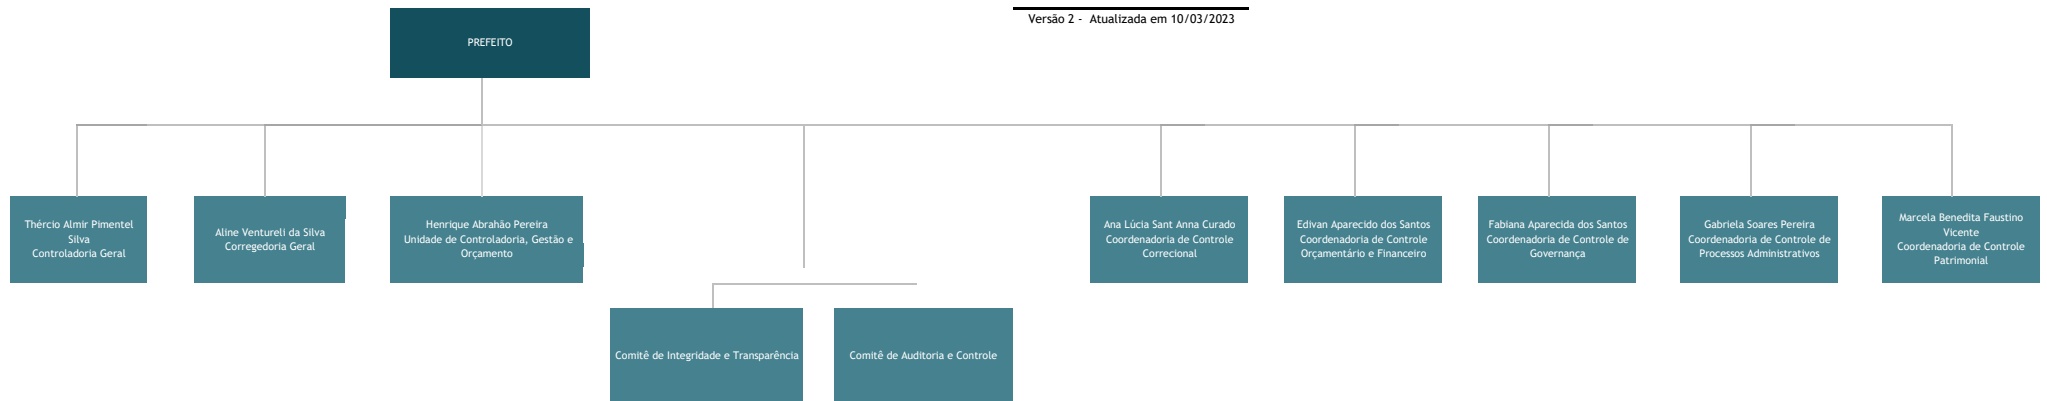 Versão 2 - Atualizada em 10/03/2023
PREFEITO
Thércio Almir Pimentel
Silva
Controladoria Geral
Aline Ventureli da Silva
Corregedoria Geral
Henrique Abrahão Pereira
Unidade de Controladoria, Gestão e
Orçamento
Ana Lúcia Sant Anna Curado
Coordenadoria de Controle
Correcional
Edivan Aparecido dos Santos
Coordenadoria de Controle
Orçamentário e Financeiro
Fabiana Aparecida dos Santos
Coordenadoria de Controle de
Governança
Gabriela Soares Pereira
Coordenadoria de Controle de
Processos Administrativos
Marcela Benedita Faustino
Vicente
Coordenadoria de Controle
Patrimonial
Comitê de Integridade e Transparência
Comitê de Auditoria e Controle